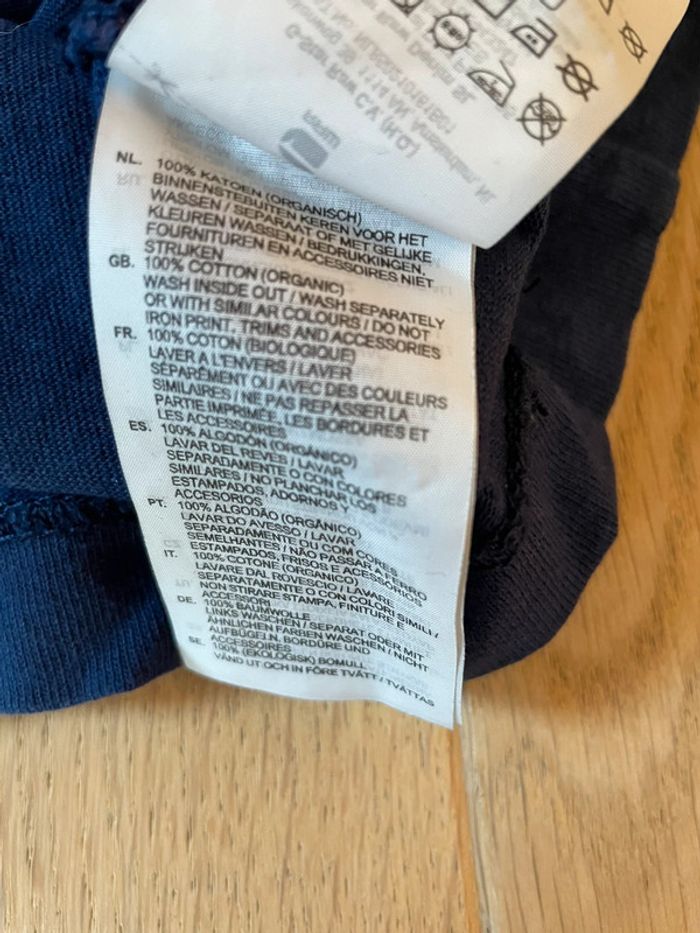 G-Star Raw C.V. (H.Q.)
RAW
NL. 100% KATOEN (ORGANISCH)
BINNENSTEBUITEN KEREN VOOR HET
WASSEN / SEPARAAT OF MET GELIJKE
KLEUREN WASSEN / BEDRUKKINGEN,
FOURNITUREN EN ACCESSOIRES NIET
STRIJKEN
GB. 100% COTTON (ORGANIC)
WASH INSIDE OUT / WASH SEPARATELY
OR WITH SIMILAR COLOURS / DO NOT
IRON PRINT, TRIMS AND ACCESSORIES
FR. 100% COTON (BIOLOGIQUE)
LAVER A L'ENVERS / LAVER
SÉPARÉMENT OU AVEC DES COULEURS
SIMILAIRES / NE PAS REPASSER LA
PARTIE IMPRIMÉE, LES BORDURES ET
LES ACCESSOIRES
ES. 100% ALGODÓN (ORGÁNICO)
LAVAR DEL REVÉS / LAVAR
SEPARADAMENTE O CON COLORES
SIMILARES / NO PLANCHAR LOS
ESTAMPADOS, ADORNOS Y
ACCESORIOS
PT. 100% ALGODÃO (ORGÂNICO)
LAVAR DO AVESSO / LAVAR
SEPARADAMENTE OU COM CORES
SEMELHANTES / NÃO PASSAR A FERRO
ESTAMPADOS, FRISOS E ACESSÓRIOS
IT. 100% COTONE (ORGANICO)
LAVARE DAL ROVESCIO / LAVARE
SEPARATAMENTE O CON COLORI SIMILI /
NON STIRARE STAMPA, FINITURE E
ACCESSORI
DE. 100% BAUMWOLLE
LINKS WASCHEN / SEPARAT ODER MIT
ÄHNLICHEN FARBEN WASCHEN / NICHT
AUFBÜGELN, BORDÜRE UND
ACCESSOIRES
SE. 100% (EKOLOGISK) BOMULL
VÄND UT OCH IN FÖRE TVÄTT / TVÄTTAS